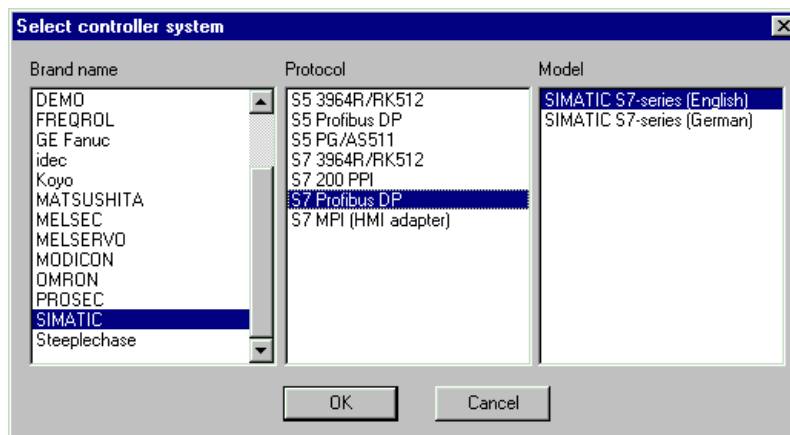 Select controller system
Brand name
DEMO
FREQROL
GE Fanuc
idec
Koyo
MATSUSHITA
MELSEC
MELSERVO
MODICON
OMRON
PROSEC
SIMATIC
Steeplechase
Protocol
S5 3964R/RK512
S5 Profibus DP
S5 PG/AS511
S7 3964R/RK512
S7 200 PPI
S7 Profibus DP
S7 MPI (HMI adapter)
Model
SIMATIC S7-series (English)
SIMATIC S7-series (German)
OK
Cancel